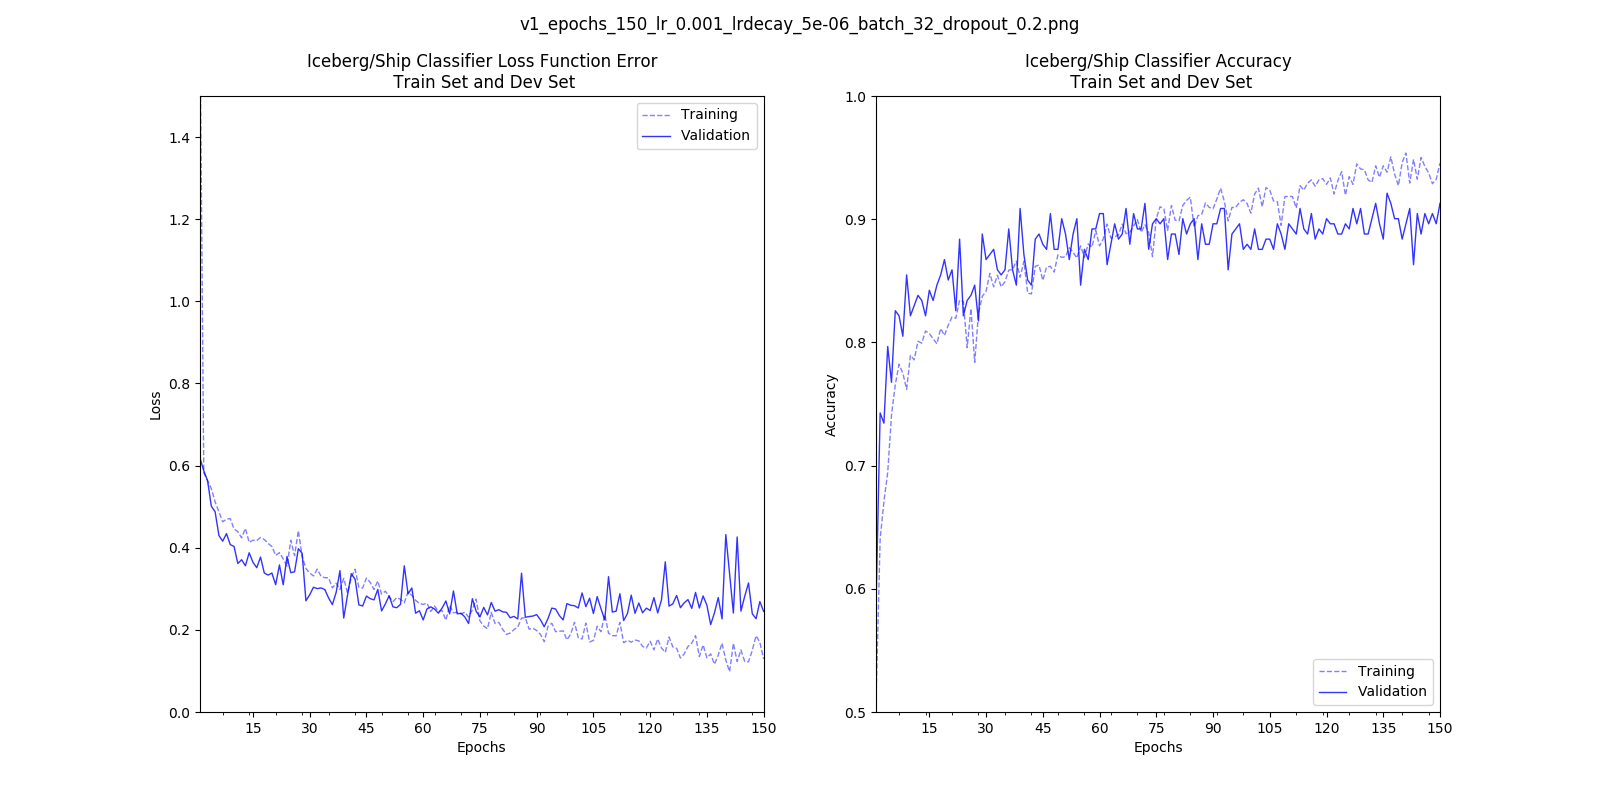 v1_epochs_150_lr_0.001_lrdecay_5e-06_batch_32_dropout_0.2.png
Iceberg/Ship Classifier Loss Function Error
Train Set and Dev Set
Training
Validation
1.4
1.2
1.0
0.8
0.6
0.4
0.2
0.0
Loss
15 30 45 60 75 90 105 120 135 150
Epochs
Iceberg/Ship Classifier Accuracy
Train Set and Dev Set
1.0
0.9
0.8
0.7
0.6
0.5
Accuracy
Training
Validation
15 30 45 60 75 90 105 120 135 150
Epochs